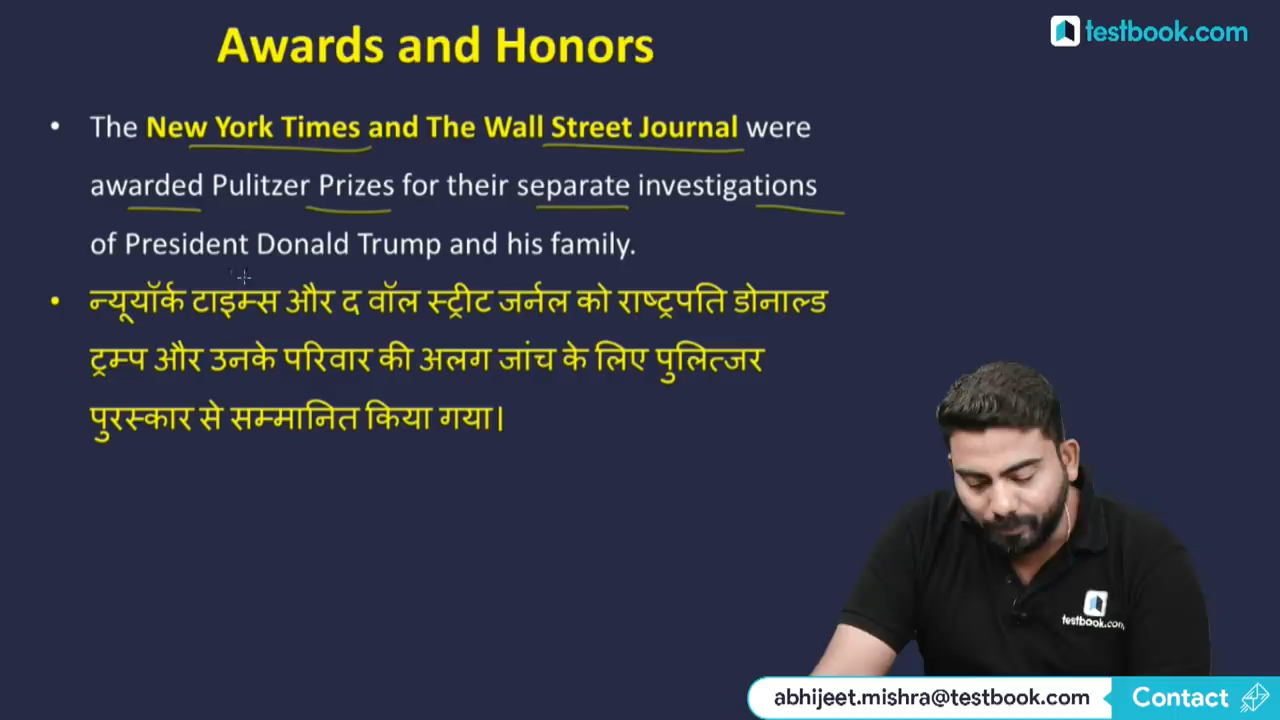 Awards and Honors
testbook.com
• The New York Times and The Wall Street Journal were
awarded Pulitzer Prizes for their separate investigations
of President Donald Trump and his family.
• न्यूयॉर्क टाइम्स और द वॉल स्ट्रीट जर्नल को राष्ट्रपति डोनाल्ड
ट्रम्प और उनके परिवार की अलग जांच के लिए पुलित्जर
पुरस्कार से सम्मानित किया गया।
testbook.com
abhijeet.mishra@testbook.com Contact